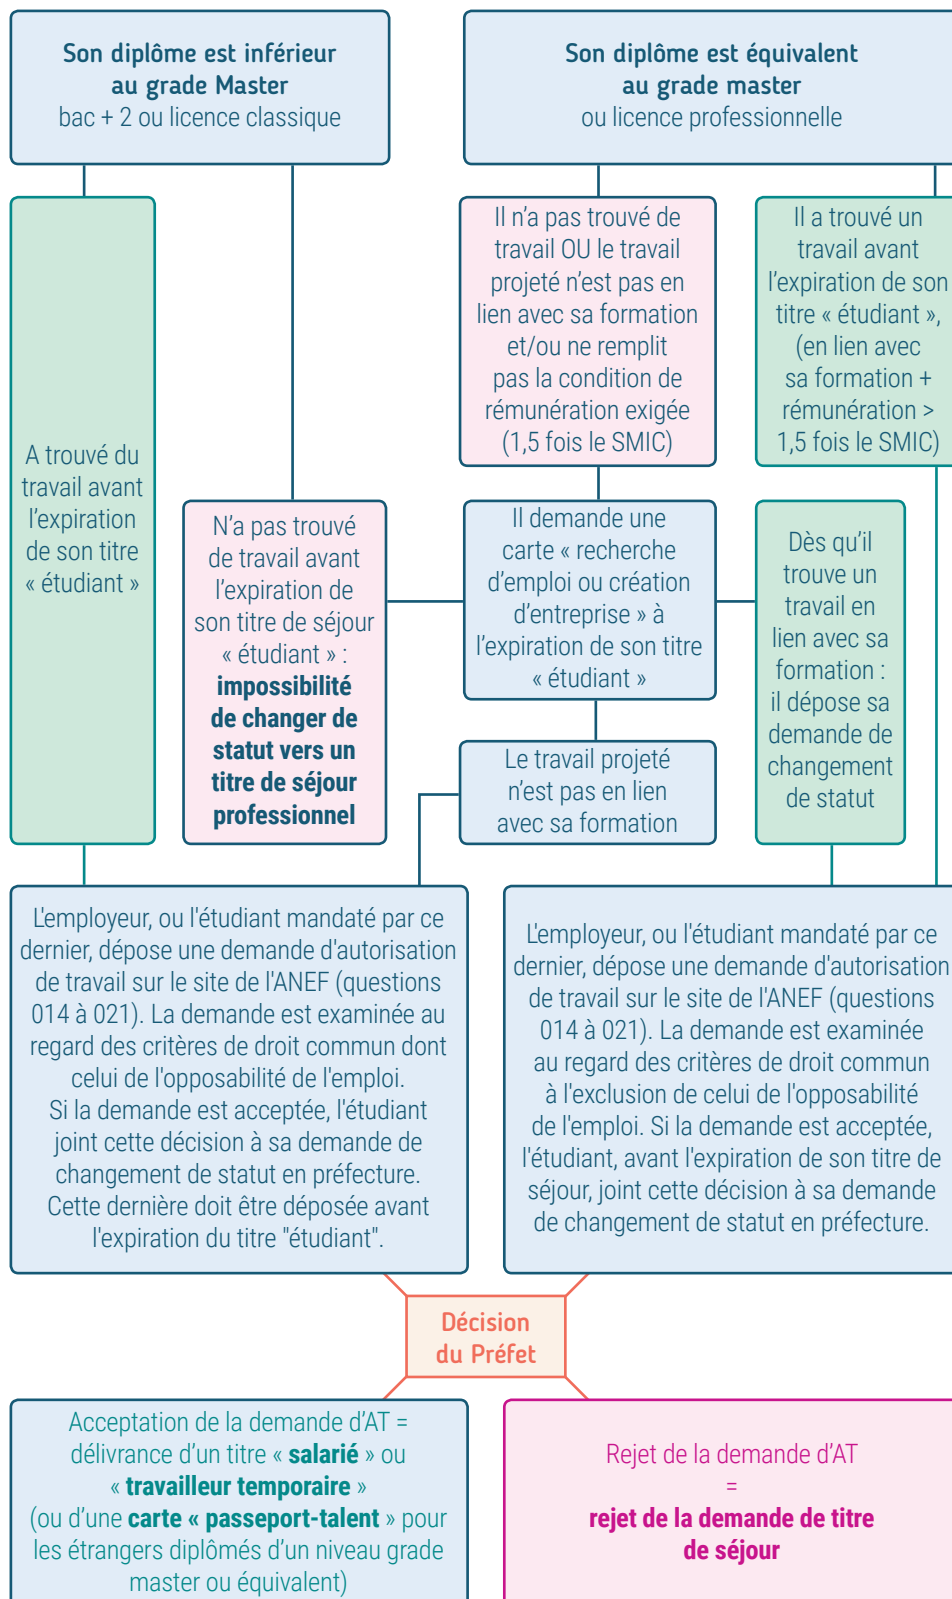 Son diplôme est inférieur
au grade Master
bac + 2 ou licence classique
Son diplôme est équivalent
au grade master
ou licence professionnelle
A trouvé du
travail avant
l'expiration
de son titre
« étudiant »
N'a pas trouvé
de travail avant
l'expiration de
son titre de séjour
« étudiant » :
impossibilité
de changer de
statut vers un
titre de séjour
professionnel
Il n'a pas trouvé de
travail OU le travail
projeté n'est pas en
lien avec sa formation
et/ou ne remplit
pas la condition de
rémunération exigée
(1,5 fois le SMIC)
Il a trouvé un
travail avant
l'expiration de son
titre « étudiant »,
(en lien avec
sa formation +
rémunération >
1,5 fois le SMIC)
Il demande une
carte « recherche
d'emploi ou création
d'entreprise » à
l'expiration de son titre
« étudiant »
Dès qu'il
trouve un
travail en
lien avec sa
formation :
il dépose sa
demande de
changement
de statut
Le travail projeté
n'est pas en lien
avec sa formation
L'employeur, ou l'étudiant mandaté par ce
dernier, dépose une demande d'autorisation
de travail sur le site de l'ANEF (questions
014 à 021). La demande est examinée au
regard des critères de droit commun dont
celui de l'opposabilité de l'emploi.
Si la demande est acceptée, l'étudiant
joint cette décision à sa demande de
changement de statut en préfecture.
Cette dernière doit être déposée avant
l'expiration du titre "étudiant".
L'employeur, ou l'étudiant mandaté par ce
dernier, dépose une demande d'autorisation
de travail sur le site de l'ANEF (questions
014 à 021). La demande est examinée
au regard des critères de droit commun
à l'exclusion de celui de l'opposabilité
de l'emploi. Si la demande est acceptée,
l'étudiant, avant l'expiration de son titre de
séjour, joint cette décision à sa demande
de changement de statut en préfecture.
Décision
du Préfet
Acceptation de la demande d'AT =
délivrance d'un titre « salarié » ou
« travailleur temporaire »
(ou d'une carte « passeport-talent » pour
les étrangers diplômés d'un niveau grade
master ou équivalent)
Rejet de la demande d'AT
=
rejet de la demande de titre
de séjour